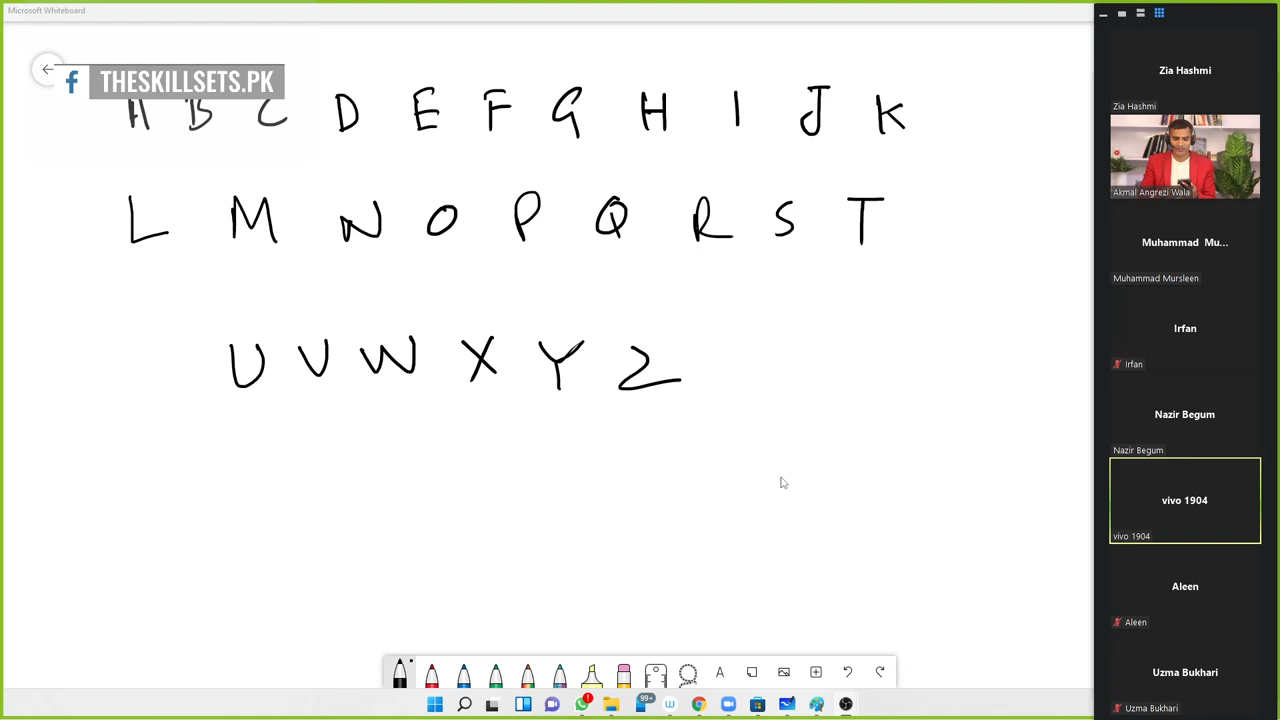 Microsoft Whiteboard
THESKILLSETS.PK
A B C D E F G H I J K
L M N O P Q R S T
U V W X Y Z
Zia Hashmi
Zia Hashmi
Akmal Angrezi Wala
Muhammad Mu...
Muhammad Mursleen
Irfan
Irfan
Nazir Begum
Nazir Begum
vivo 1904
vivo 1904
Aleen
Aleen
Uzma Bukhari
Uzma Bukhari
A
99+